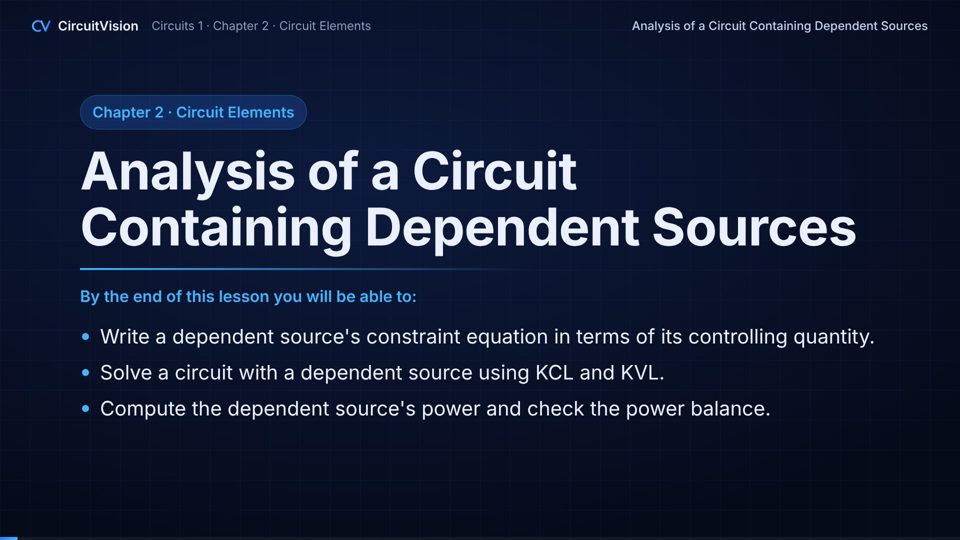 CV CircuitVision Circuits 1 · Chapter 2 · Circuit Elements
Analysis of a Circuit Containing Dependent Sources
Chapter 2 · Circuit Elements
Analysis of a Circuit
Containing Dependent Sources
By the end of this lesson you will be able to:
• Write a dependent source's constraint equation in terms of its controlling quantity.
• Solve a circuit with a dependent source using KCL and KVL.
• Compute the dependent source's power and check the power balance.